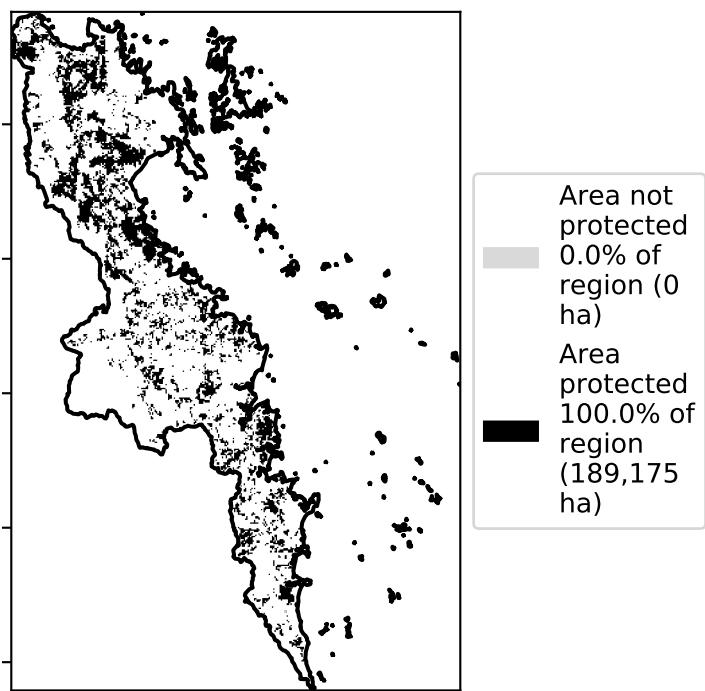 Area not
protected
0.0% of
region (0
ha)
Area
protected
100.0% of
region
(189,175
ha)